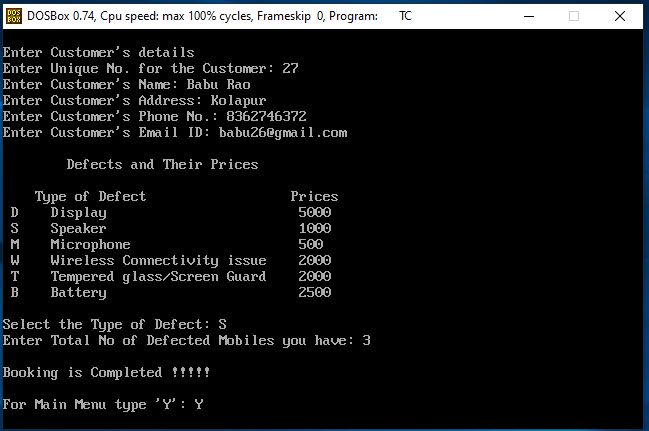 DOSBox 0.74, Cpu speed: max 100% cycles, Frameskip 0, Program: TC
Enter Customer's details
Enter Unique No. for the Customer: 27
Enter Customer's Name: Babu Rao
Enter Customer's Address: Kolapur
Enter Customer's Phone No.: 8362746372
Enter Customer's Email ID: babu26@gmail.com
Defects and Their Prices
Type of Defect Prices
D Display 5000
S Speaker 1000
M Microphone 500
W Wireless Connectivity issue 2000
T Tempered glass/Screen Guard 2000
B Battery 2500
Select the Type of Defect: S
Enter Total No of Defected Mobiles you have: 3
Booking is Completed !!!!!
For Main Menu type 'Y': Y